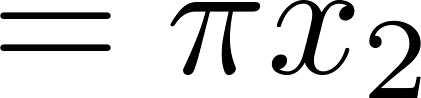 = πx₂